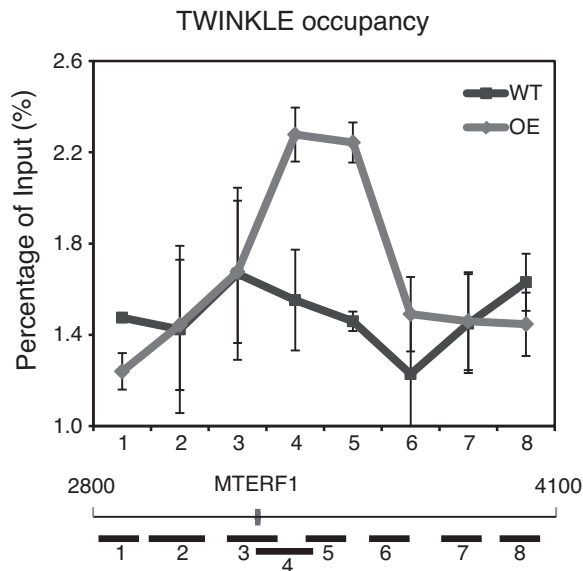 TWINKLE occupancy
Percentage of Input (%)
2.6
2.2
1.8
1.4
1.0
WT
OE
1 2 3 4 5 6 7 8
2800 MTERF1 4100
1 2 3 4 5 6 7 8